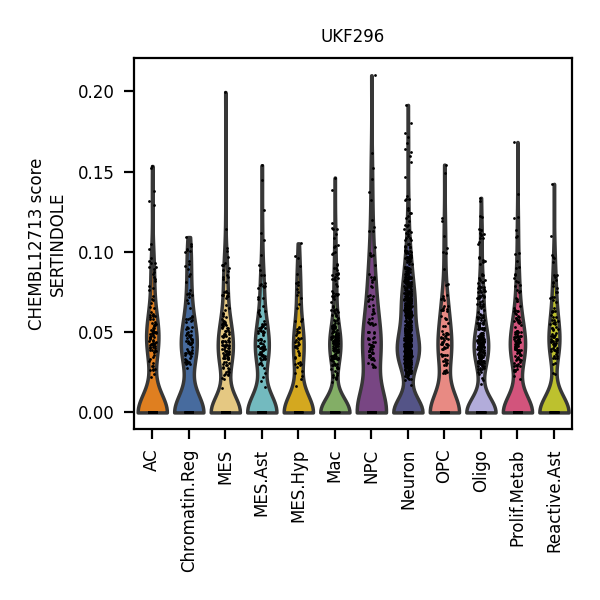 UKF296
CHEMBL12713 score
SERTINDOLE
0.20
0.15
0.10
0.05
0.00
AC
Chromatin.Reg
MES
MES.Ast
MES.Hyp
Mac
NPC
Neuron
OPC
Oligo
Prolif.Metab
Reactive.Ast